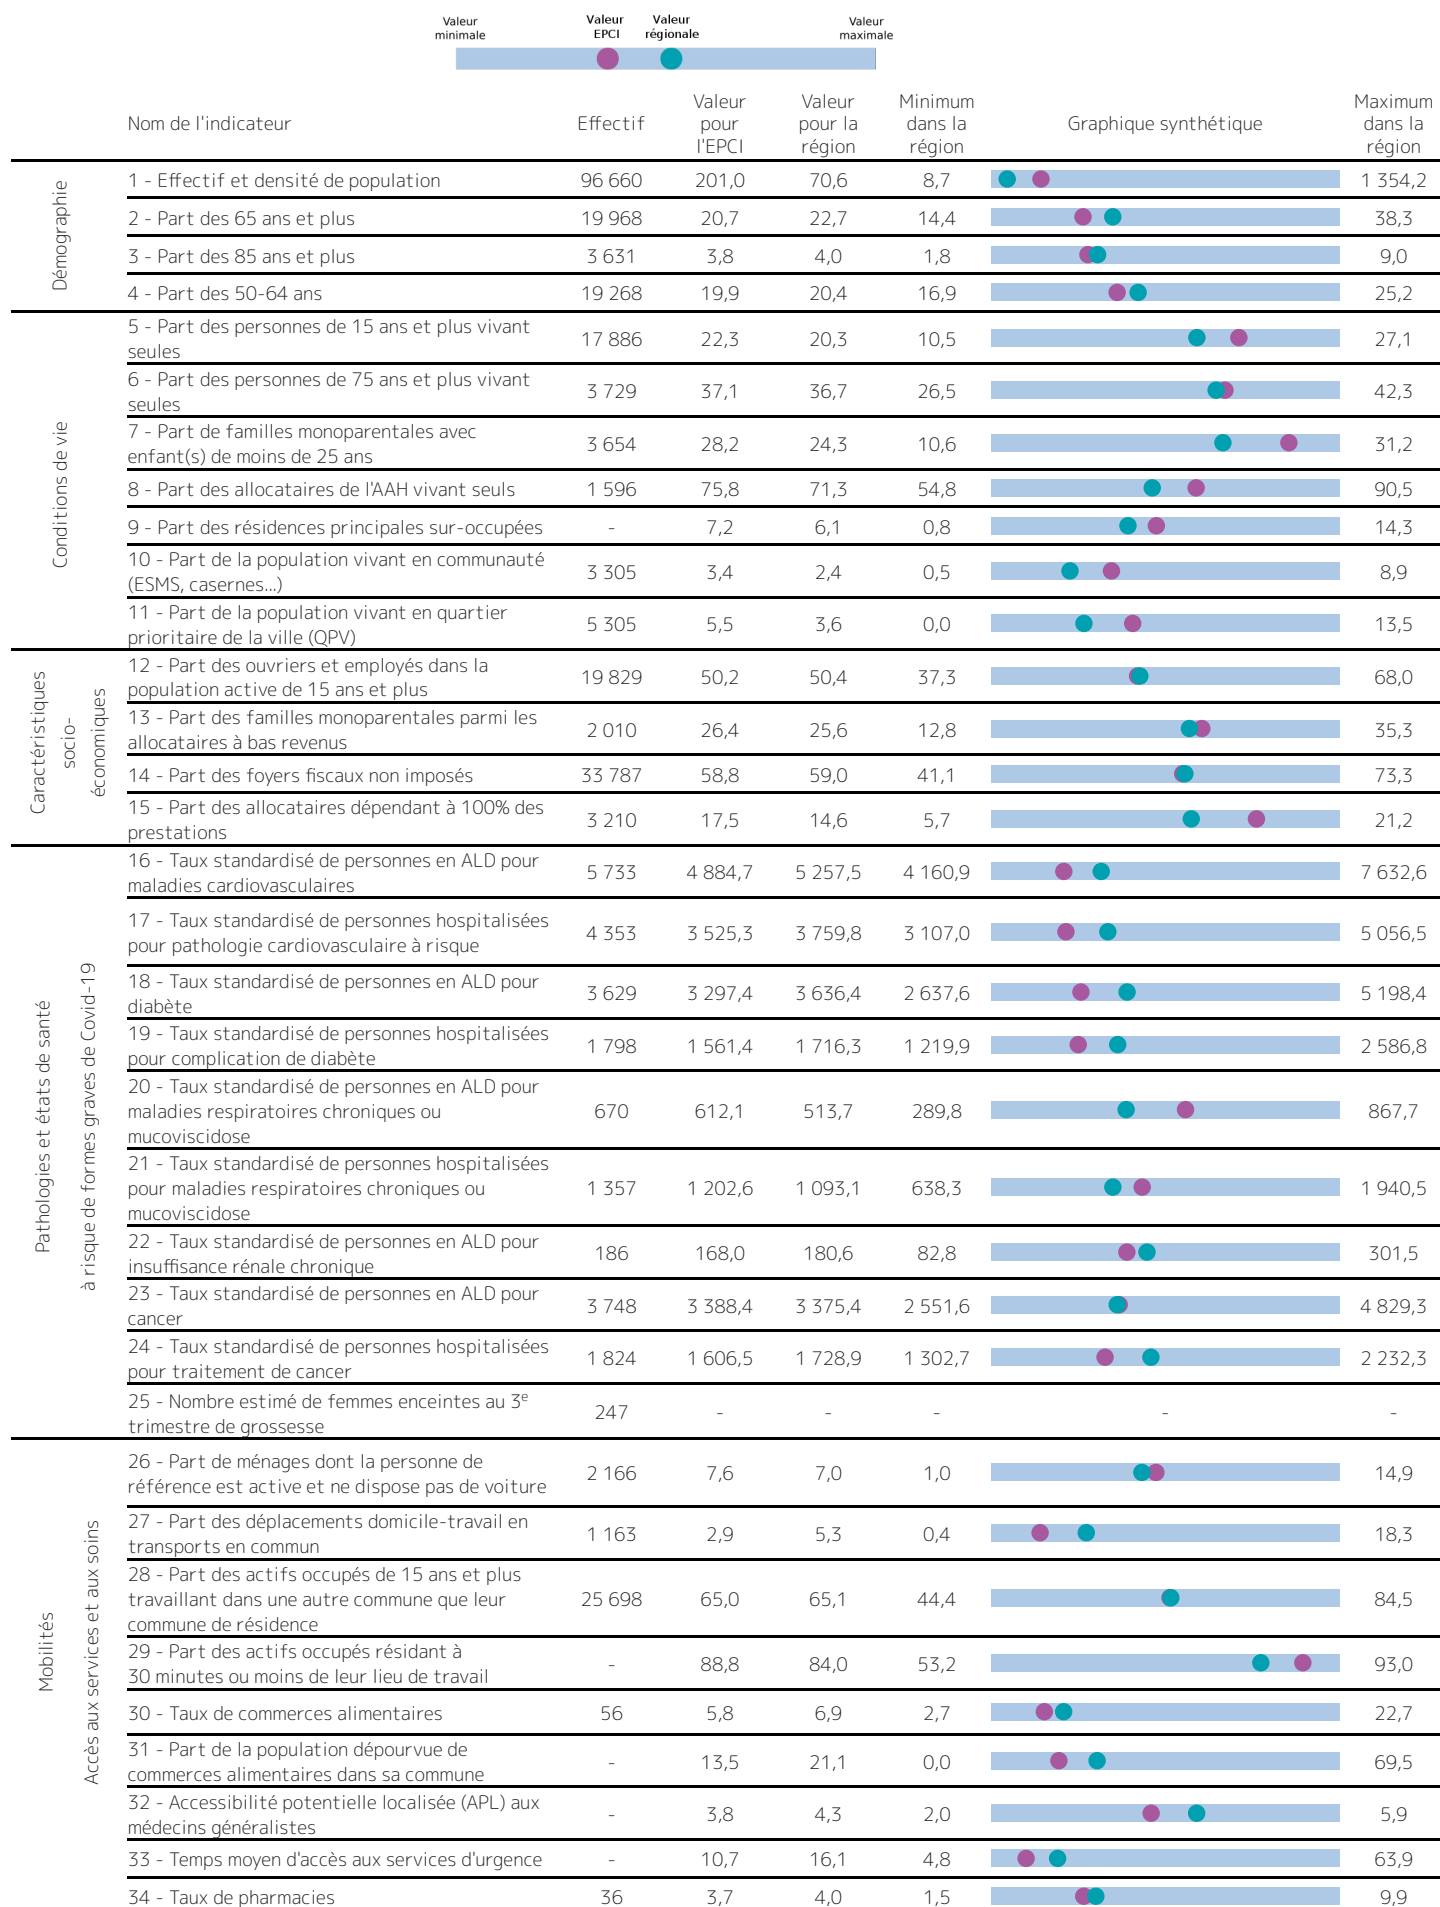 Valeur minimale
Valeur EPCI
Valeur régionale
Valeur maximale
Nom de l'indicateur
Effectif
Valeur pour l'EPCI
Valeur pour la région
Minimum dans la région
Graphique synthétique
Maximum dans la région
Démographie
1 - Effectif et densité de population 96 660 201,0 70,6 8,7 1 354,2
2 - Part des 65 ans et plus 19 968 20,7 22,7 14,4 38,3
3 - Part des 85 ans et plus 3 631 3,8 4,0 1,8 9,0
4 - Part des 50-64 ans 19 268 19,9 20,4 16,9 25,2
Conditions de vie
5 - Part des personnes de 15 ans et plus vivant
seules 17 886 22,3 20,3 10,5 27,1
6 - Part des personnes de 75 ans et plus vivant
seules 3 729 37,1 36,7 26,5 42,3
7 - Part de familles monoparentales avec
enfant(s) de moins de 25 ans 3 654 28,2 24,3 10,6 31,2
8 - Part des allocataires de l'AAH vivant seuls 1 596 75,8 71,3 54,8 90,5
9 - Part des résidences principales sur-occupées - 7,2 6,1 0,8 14,3
10 - Part de la population vivant en communauté
(ESMS, casernes...) 3 305 3,4 2,4 0,5 8,9
11 - Part de la population vivant en quartier
prioritaire de la ville (QPV) 5 305 5,5 3,6 0,0 13,5
Caractéristiques
socio-
économiques
12 - Part des ouvriers et employés dans la
population active de 15 ans et plus 19 829 50,2 50,4 37,3 68,0
13 - Part des familles monoparentales parmi les
allocataires à bas revenus 2 010 26,4 25,6 12,8 35,3
14 - Part des foyers fiscaux non imposés 33 787 58,8 59,0 41,1 73,3
15 - Part des allocataires dépendant à 100% des
prestations 3 210 17,5 14,6 5,7 21,2
Pathologies et états de santé
à risque de formes graves de Covid-19
16 - Taux standardisé de personnes en ALD pour
maladies cardiovasculaires 5 733 4 884,7 5 257,5 4 160,9 7 632,6
17 - Taux standardisé de personnes hospitalisées
pour pathologie cardiovasculaire à risque 4 353 3 525,3 3 759,8 3 107,0 5 056,5
18 - Taux standardisé de personnes en ALD pour
diabète 3 629 3 297,4 3 636,4 2 637,6 5 198,4
19 - Taux standardisé de personnes hospitalisées
pour complication de diabète 1 798 1 561,4 1 716,3 1 219,9 2 586,8
20 - Taux standardisé de personnes en ALD pour
maladies respiratoires chroniques ou
mucoviscidose 670 612,1 513,7 289,8 867,7
21 - Taux standardisé de personnes hospitalisées
pour maladies respiratoires chroniques ou
mucoviscidose 1 357 1 202,6 1 093,1 638,3 1 940,5
22 - Taux standardisé de personnes en ALD pour
insuffisance rénale chronique 186 168,0 180,6 82,8 301,5
23 - Taux standardisé de personnes en ALD pour
cancer 3 748 3 388,4 3 375,4 2 551,6 4 829,3
24 - Taux standardisé de personnes hospitalisées
pour traitement de cancer 1 824 1 606,5 1 728,9 1 302,7 2 232,3
25 - Nombre estimé de femmes enceintes au 3e
trimestre de grossesse 247 - - - - -
Mobilités
Accès aux services et aux soins
26 - Part de ménages dont la personne de
référence est active et ne dispose pas de voiture 2 166 7,6 7,0 1,0 14,9
27 - Part des déplacements domicile-travail en
transports en commun 1 163 2,9 5,3 0,4 18,3
28 - Part des actifs occupés de 15 ans et plus
travaillant dans une autre commune que leur
commune de résidence 25 698 65,0 65,1 44,4 84,5
29 - Part des actifs occupés résidant à
30 minutes ou moins de leur lieu de travail - 88,8 84,0 53,2 93,0
30 - Taux de commerces alimentaires 56 5,8 6,9 2,7 22,7
31 - Part de la population dépourvue de
commerces alimentaires dans sa commune - 13,5 21,1 0,0 69,5
32 - Accessibilité potentielle localisée (APL) aux
médecins généralistes - 3,8 4,3 2,0 5,9
33 - Temps moyen d'accès aux services d'urgence - 10,7 16,1 4,8 63,9
34 - Taux de pharmacies 36 3,7 4,0 1,5 9,9